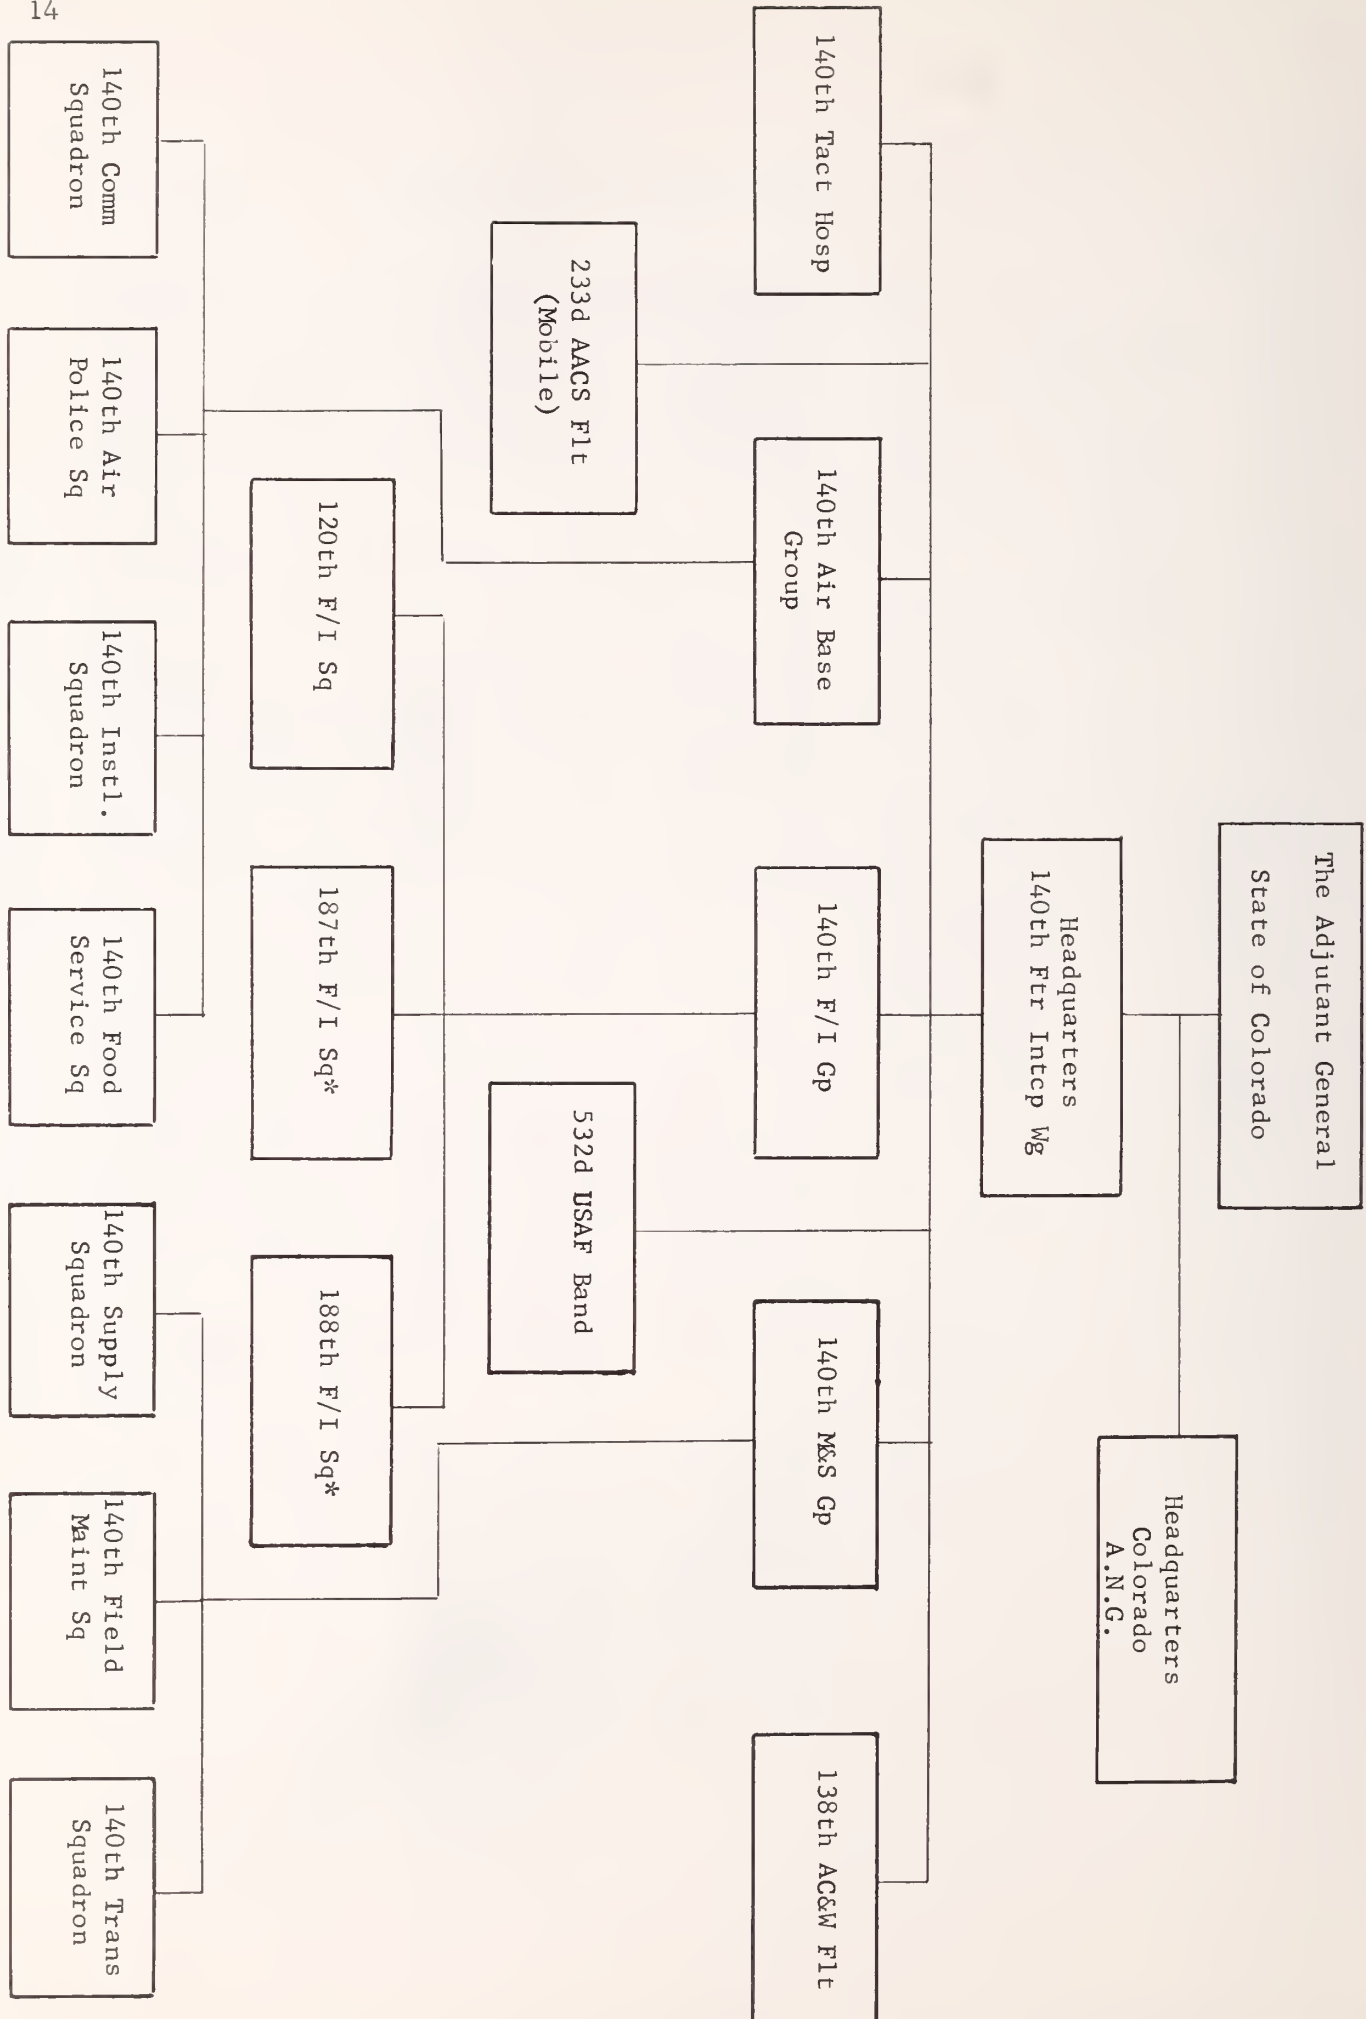 14
The Adjutant General
State of Colorado
Headquarters
Colorado
A.N.G.
Headquarters
140th Ftr Intcp Wg
140th Tact Hosp
140th Air Base
Group
140th F/I Gp
140th M&S Gp
138th AC&W Flt
233d AACS Flt
(Mobile)
532d USAF Band
120th F/I Sq
187th F/I Sq*
188th F/I Sq*
140th Comm
Squadron
140th Air
Police Sq
140th Instl.
Squadron
140th Food
Service Sq
140th Supply
Squadron
140th Field
Maint Sq
140th Trans
Squadron